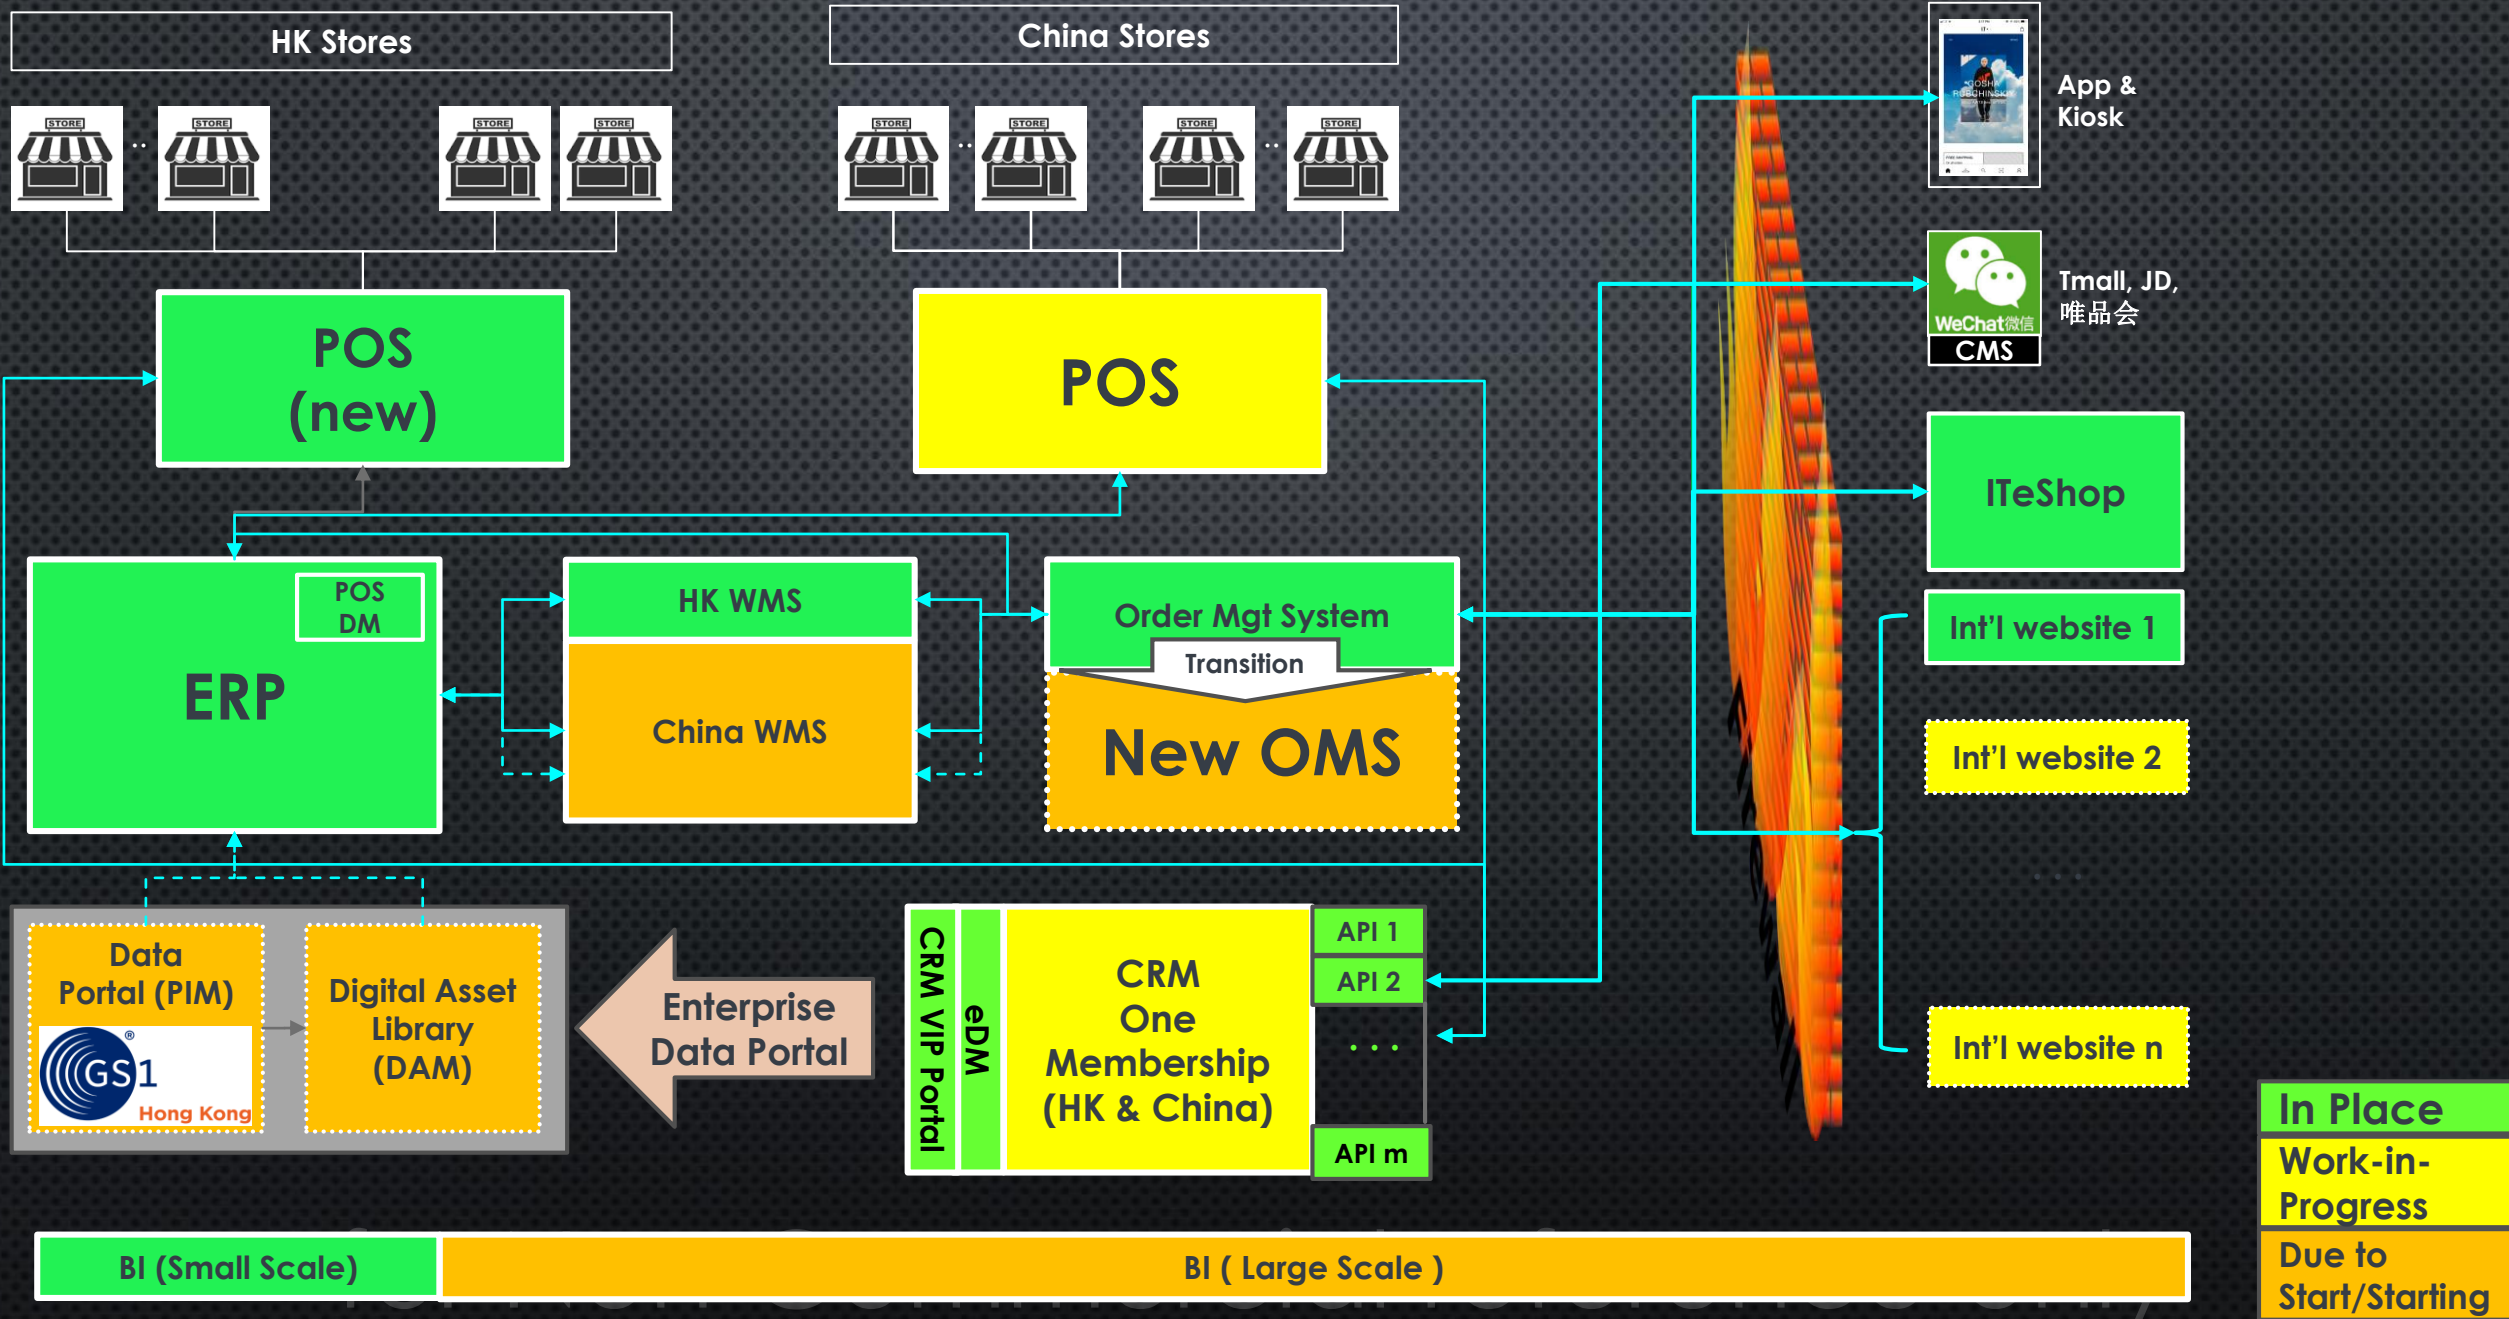 HK Stores
China Stores
STORE
STORE
STORE
STORE
STORE
STORE
STORE
STORE
GOSHA
App &
Kiosk
WeChat微信
CMS
Tmall, JD,
唯品会
POS
(new)
POS
ITeShop
ERP
POS
DM
HK WMS
China WMS
Order Mgt System
Transition
New OMS
Int'l website 1
Int'l website 2
. . .
Int'l website n
Data
Portal (PIM)
GS1
®
Hong Kong
Digital Asset
Library
(DAM)
Enterprise
Data Portal
CRM VIP Portal
eDM
CRM
One
Membership
(HK & China)
API 1
API 2
. . .
API m
BI (Small Scale)
BI ( Large Scale )
In Place
Work-in-
Progress
Due to
Start/Starting